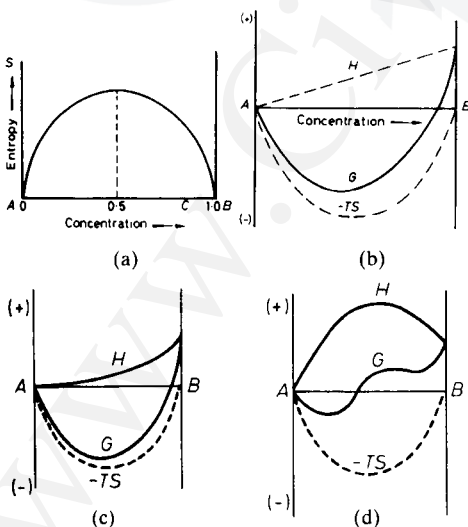 S
Entropy
A 0 0·5 C 1·0 B
Concentration
(a)
(+)
H
A B
Concentration
G
-TS
(-)
(b)
(+)
H
A B
G
-TS
(-)
(c)
(+)
H
G
A B
-TS
(-)
(d)